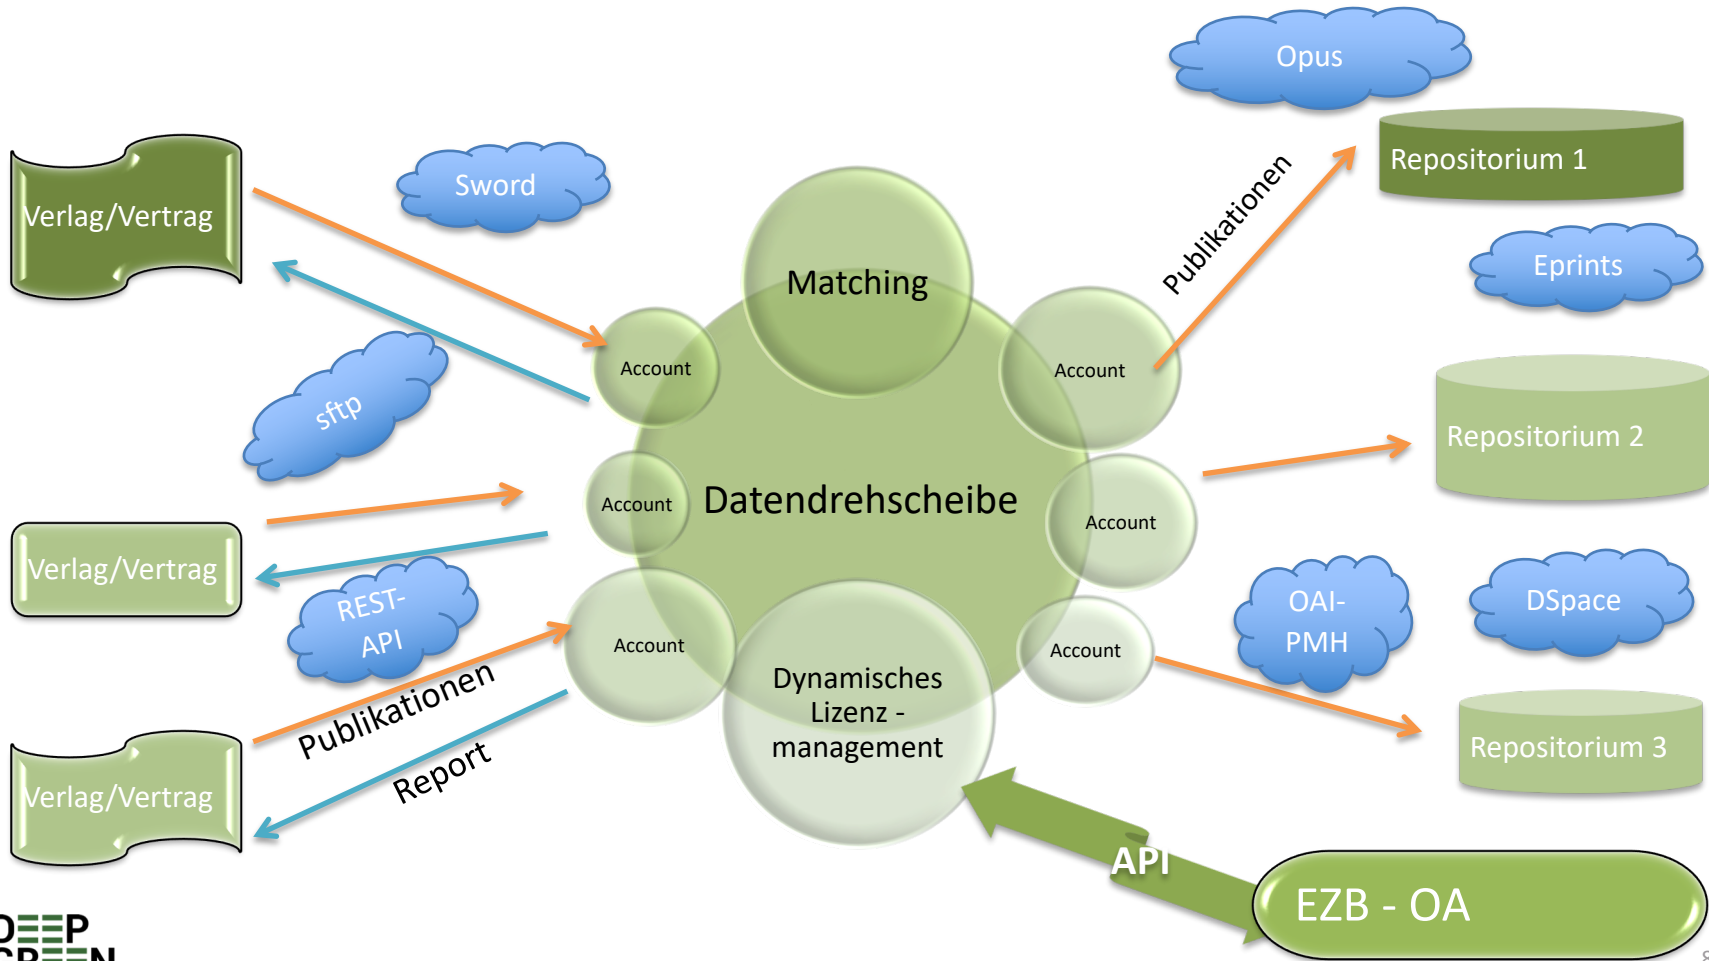 Opus
Repositorium 1
Verlag/Vertrag
Sword
Publikationen
Eprints
Matching
Account
Account
sftp
Repositorium 2
Account
Datendrehscheibe
Account
Verlag/Vertrag
REST-
API
OAI-
PMH
DSpace
Account
Account
Dynamisches
Lizenz -
management
Publikationen
Report
Repositorium 3
Verlag/Vertrag
API
EZB - OA